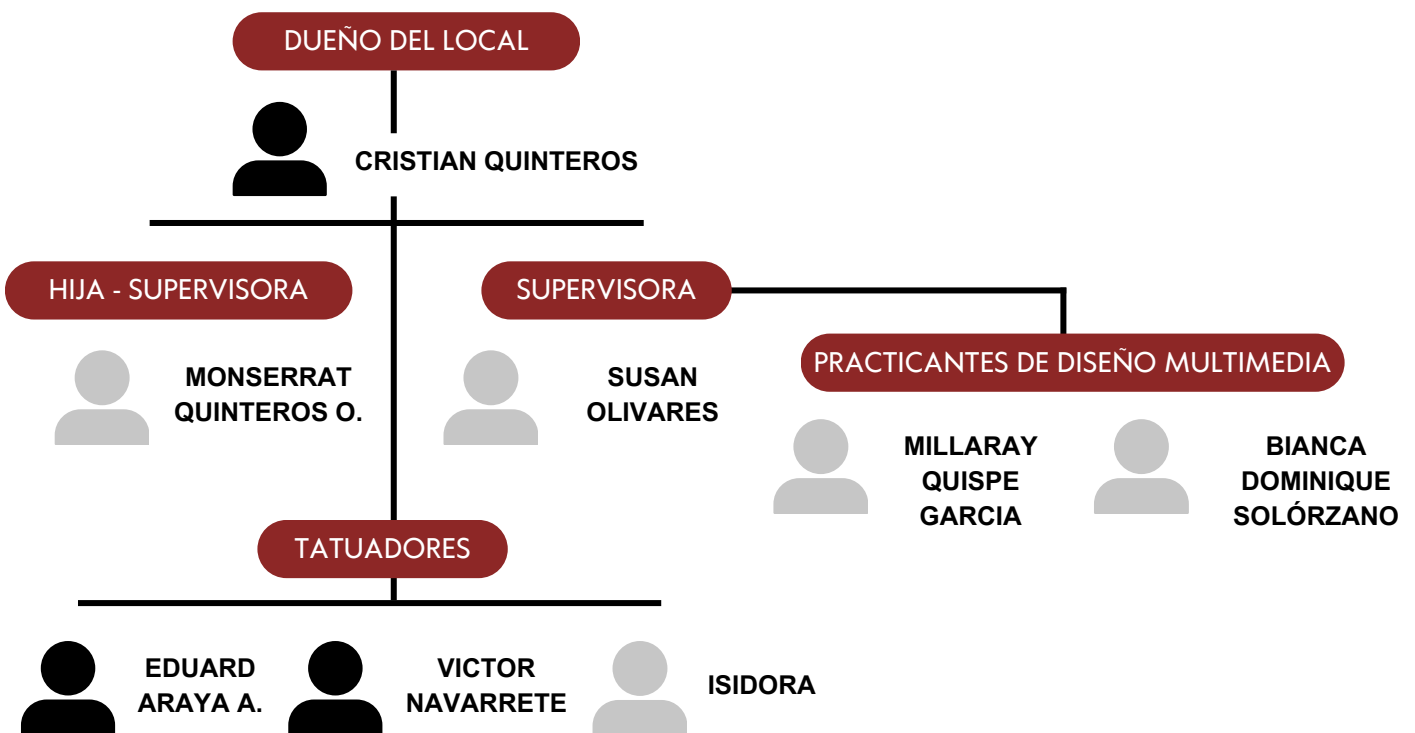 DUEÑO DEL LOCAL
CRISTIAN QUINTEROS
HIJA - SUPERVISORA
MONSERRAT
QUINTEROS O.
SUPERVISORA
SUSAN
OLIVARES
PRACTICANTES DE DISEÑO MULTIMEDIA
MILLARAY
QUISPE
GARCIA
BIANCA
DOMINIQUE
SOLÓRZANO
TATUADORES
EDUARD
ARAYA A.
VICTOR
NAVARRETE
ISIDORA